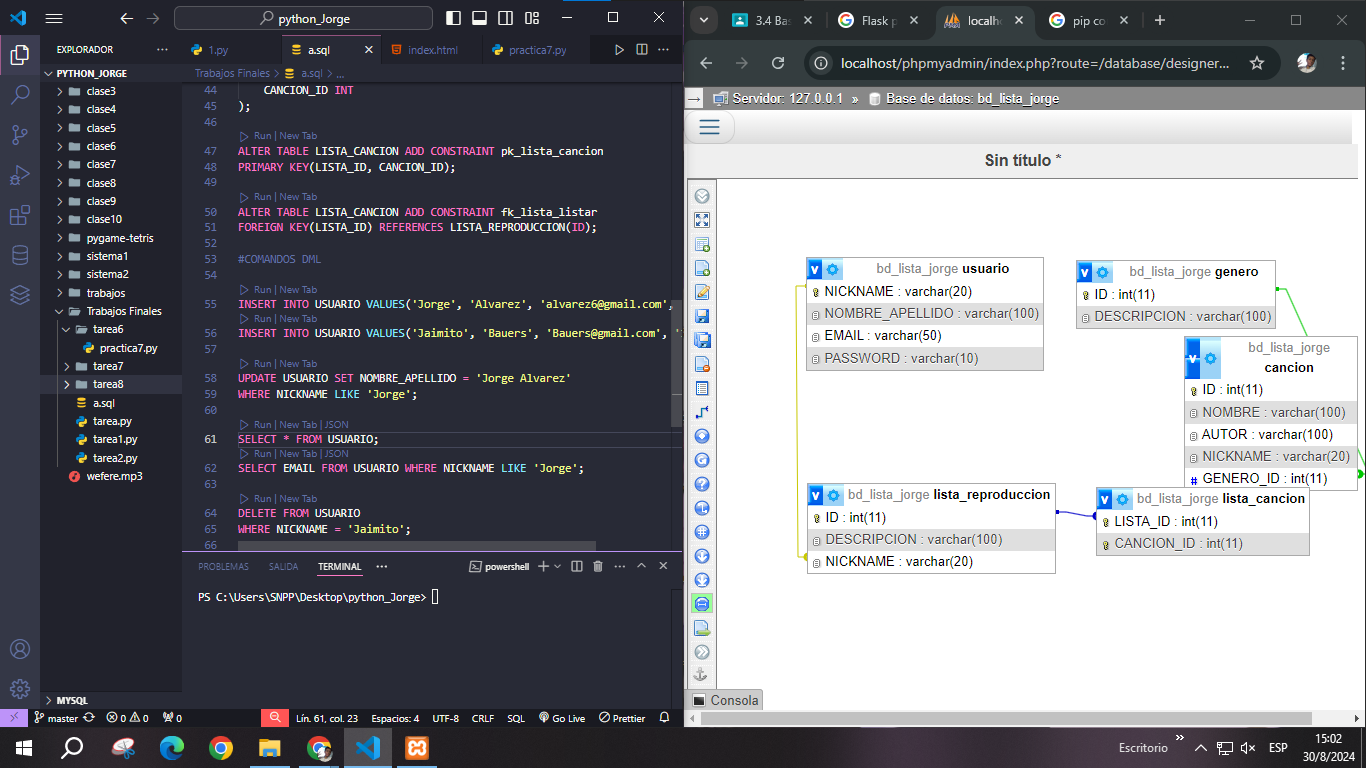 python_Jorge
EXPLORADOR
PYTHON_JORGE
clase3
clase4
clase5
clase6
clase7
clase8
clase9
clase10
pygame-tetris
sistema1
sistema2
trabajos
Trabajos Finales
tarea6
practica7.py
tarea7
tarea8
a.sql
tarea.py
tarea1.py
tarea2.py
wefere.mp3
MYSQL
1.py
a.sql
index.html
practica7.py
Trabajos Finales > a.sql > ...
44 CANCION_ID INT
45 );
46
Run | New Tab
47 ALTER TABLE LISTA_CANCION ADD CONSTRAINT pk_lista_cancion
48 PRIMARY KEY(LISTA_ID, CANCION_ID);
49
Run | New Tab
50 ALTER TABLE LISTA_CANCION ADD CONSTRAINT fk_lista_listar
51 FOREIGN KEY(LISTA_ID) REFERENCES LISTA_REPRODUCCION(ID);
52
53 #COMANDOS DML
54
Run | New Tab
55 INSERT INTO USUARIO VALUES('Jorge', 'Alvarez', 'alvarez6@gmail.com',
Run | New Tab
56 INSERT INTO USUARIO VALUES('Jaimito', 'Bauers', 'Bauers@gmail.com', '
57
Run | New Tab
58 UPDATE USUARIO SET NOMBRE_APELLIDO = 'Jorge Alvarez'
59 WHERE NICKNAME LIKE 'Jorge';
60
Run | New Tab | JSON
61 SELECT * FROM USUARIO;
Run | New Tab | JSON
62 SELECT EMAIL FROM USUARIO WHERE NICKNAME LIKE 'Jorge';
63
Run | New Tab
64 DELETE FROM USUARIO
65 WHERE NICKNAME = 'Jaimito';
66
PROBLEMAS SALIDA TERMINAL ... powershell
PS C:\Users\SNPP\Desktop\python_Jorge>
master 0 0 0 Lín. 61, col. 23 Espacios: 4 UTF-8 CRLF SQL Go Live Prettier
3.4 Bas
Flask p
localho
pip co
localhost/phpmyadmin/index.php?route=/database/designer...
Servidor: 127.0.0.1 » Base de datos: bd_lista_jorge
Sin título *
bd_lista_jorge usuario
NICKNAME : varchar(20)
NOMBRE_APELLIDO : varchar(100)
EMAIL : varchar(50)
PASSWORD : varchar(10)
bd_lista_jorge genero
ID : int(11)
DESCRIPCION : varchar(100)
bd_lista_jorge
cancion
ID : int(11)
NOMBRE : varchar(100)
AUTOR : varchar(100)
NICKNAME : varchar(20)
# GENERO_ID : int(11)
bd_lista_jorge lista_reproduccion
ID : int(11)
DESCRIPCION : varchar(100)
NICKNAME : varchar(20)
bd_lista_jorge lista_cancion
LISTA_ID : int(11)
CANCION_ID : int(11)
Consola
Escritorio » ESP
15:02
30/8/2024